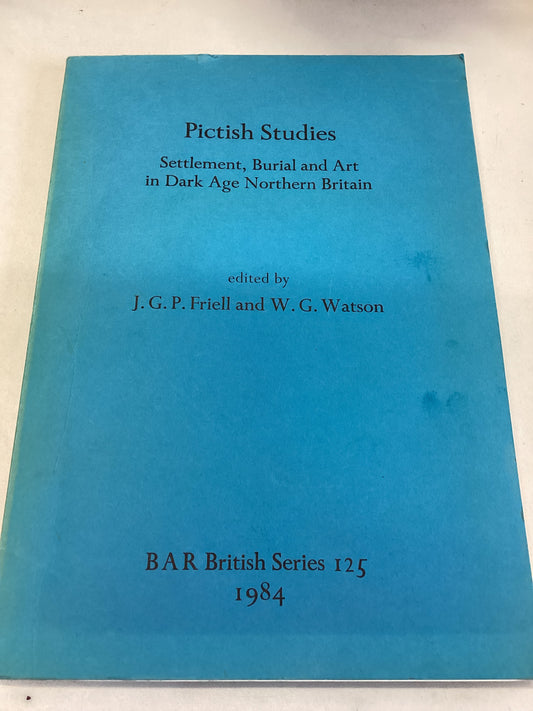 Pictish Studies
Settlement, Burial and Art
in Dark Age Northern Britain
edited by
J. G. P. Friell and W. G. Watson
BAR British Series 125
1984